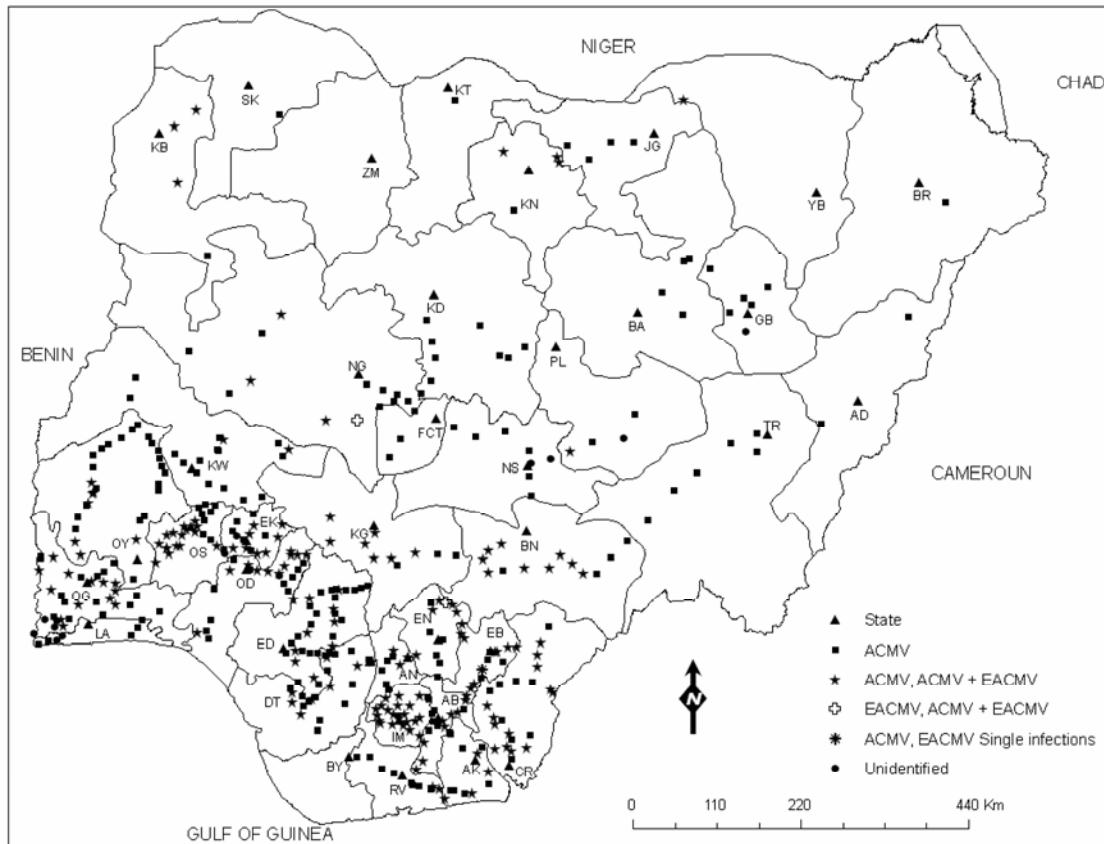 NIGER
CHAD
SK
KT
KB
JG
ZM
KN
YB
BR
KD
BA
GB
PL
BENIN
NG
AD
TR
FCT
KW
NS
CAMEROUN
EK
KG
BN
OY
OS
OD
OG
LA
EN
EB
ED
AN
DT
AB
IM
BY
AK
CR
RV
GULF OF GUINEA
N
State
ACMV
ACMV, ACMV + EACMV
EACMV, ACMV + EACMV
ACMV, EACMV Single infections
Unidentified
0 110 220 440 Km